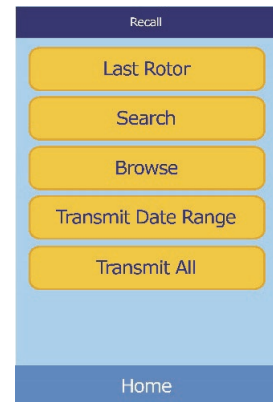 Recall
Last Rotor
Search
Browse
Transmit Date Range
Transmit All
Home